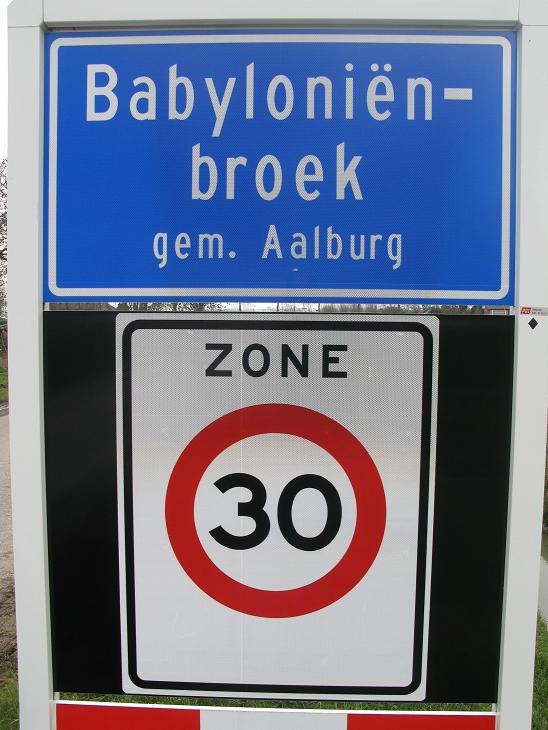 Babyloniën-
broek
gem. Aalburg
ZONE
30